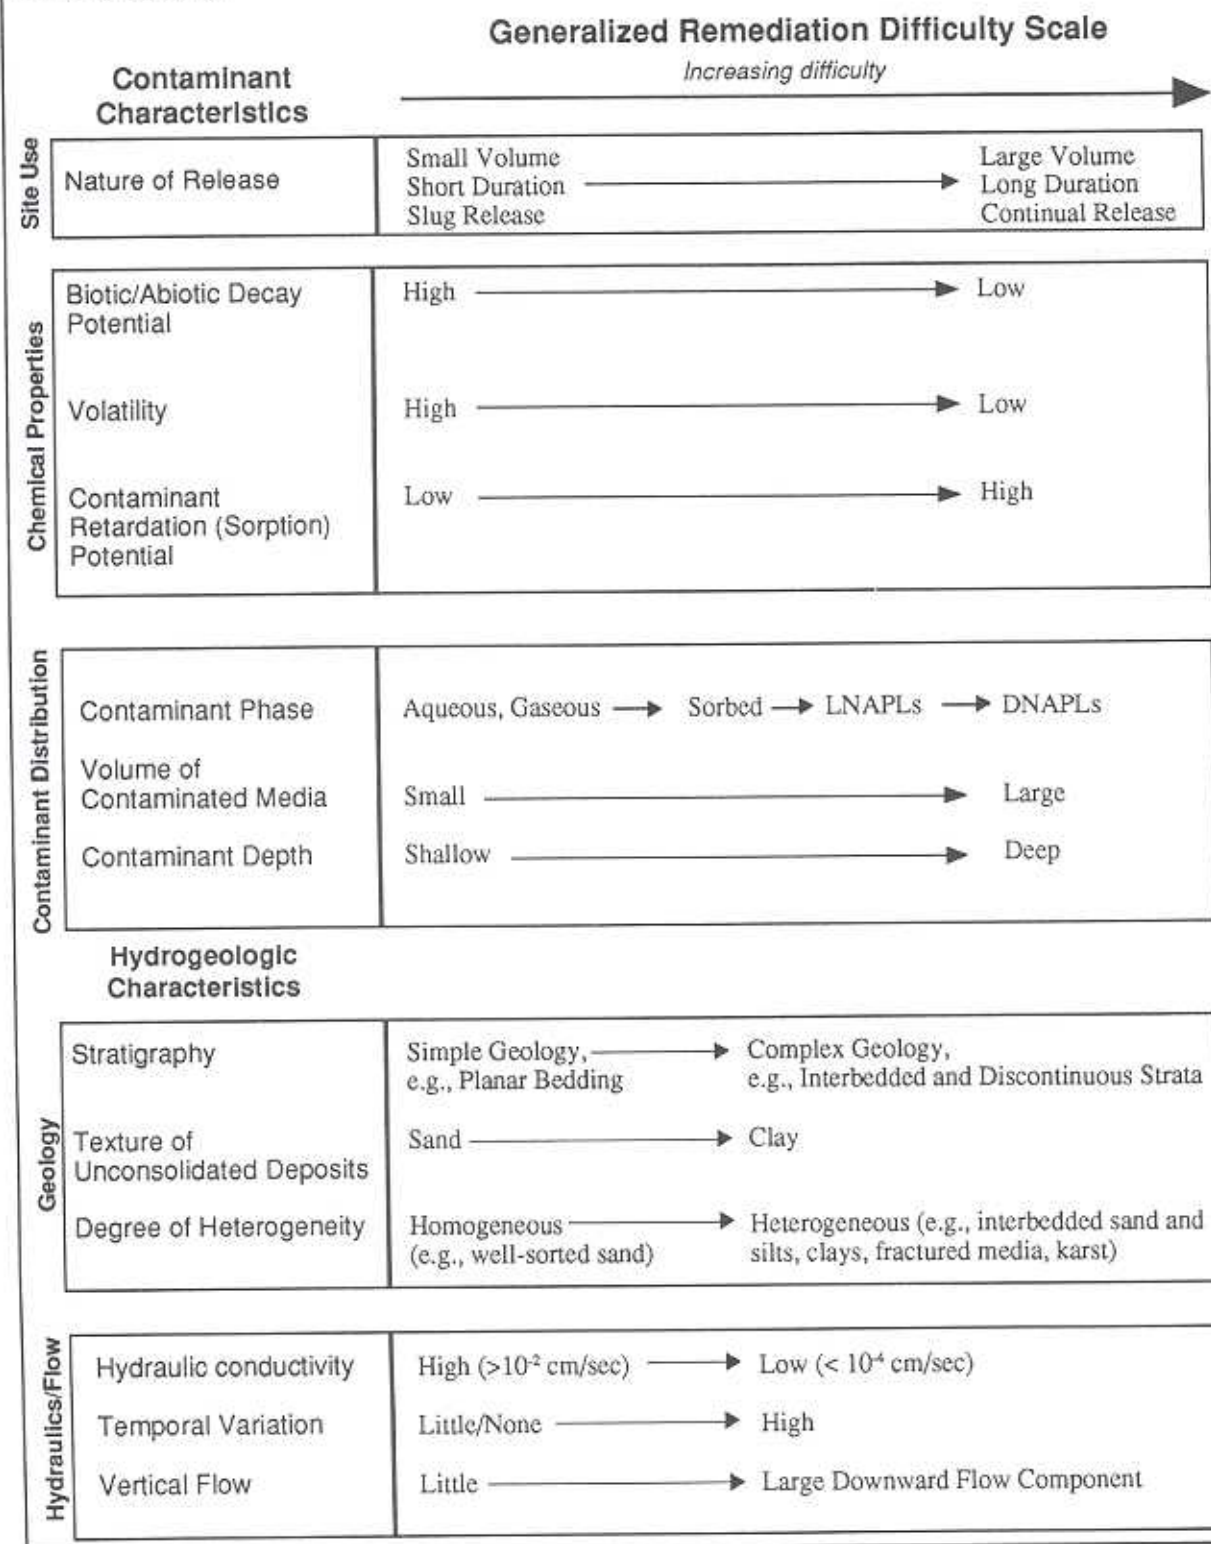 Generalized Remediation Difficulty Scale
Increasing difficulty
Contaminant
Characteristics
Site Use
Nature of Release
Small Volume
Short Duration
Slug Release
Large Volume
Long Duration
Continual Release
Chemical Properties
Biotic/Abiotic Decay
Potential
High
Low
Volatility
High
Low
Contaminant
Retardation (Sorption)
Potential
Low
High
Contaminant Distribution
Contaminant Phase
Aqueous, Gaseous
Sorbed
LNAPLs
DNAPLs
Volume of
Contaminated Media
Small
Large
Contaminant Depth
Shallow
Deep
Hydrogeologic
Characteristics
Geology
Stratigraphy
Simple Geology,
e.g., Planar Bedding
Complex Geology,
e.g., Interbedded and Discontinuous Strata
Texture of
Unconsolidated Deposits
Sand
Clay
Degree of Heterogeneity
Homogeneous
(e.g., well-sorted sand)
Heterogeneous (e.g., interbedded sand and
silts, clays, fractured media, karst)
Hydraulics/Flow
Hydraulic conductivity
High (>10⁻² cm/sec)
Low (< 10⁻⁴ cm/sec)
Temporal Variation
Little/None
High
Vertical Flow
Little
Large Downward Flow Component